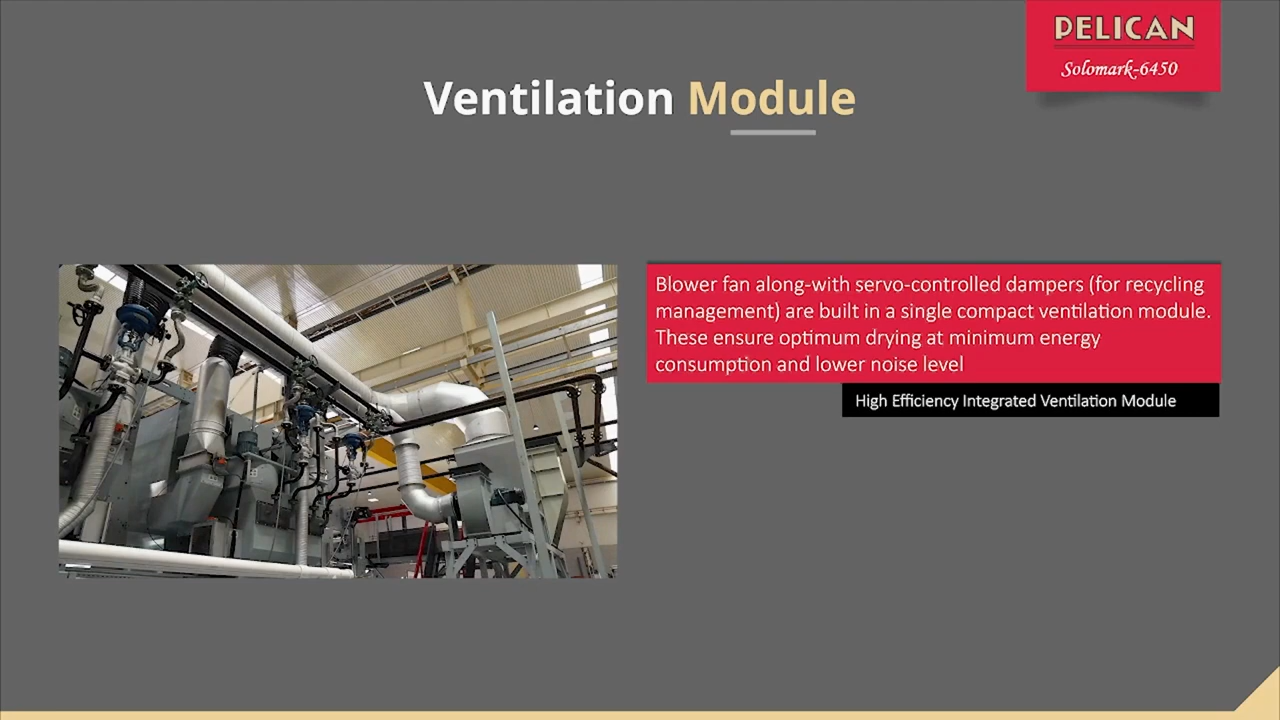 PELICAN
Solomark-6450
Ventilation Module
Blower fan along-with servo-controlled dampers (for recycling
management) are built in a single compact ventilation module.
These ensure optimum drying at minimum energy
consumption and lower noise level
High Efficiency Integrated Ventilation Module